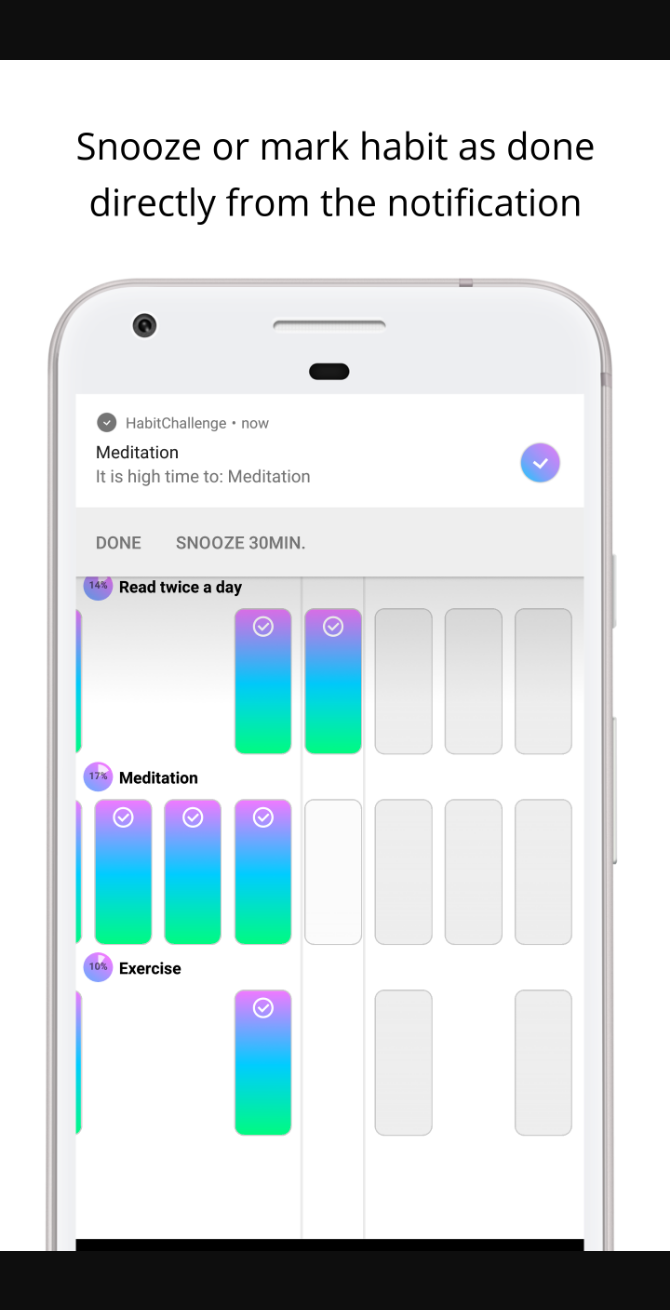 Snooze or mark habit as done
directly from the notification
HabitChallenge • now
Meditation
It is high time to: Meditation
DONE SNOOZE 30MIN.
14% Read twice a day
17% Meditation
10% Exercise